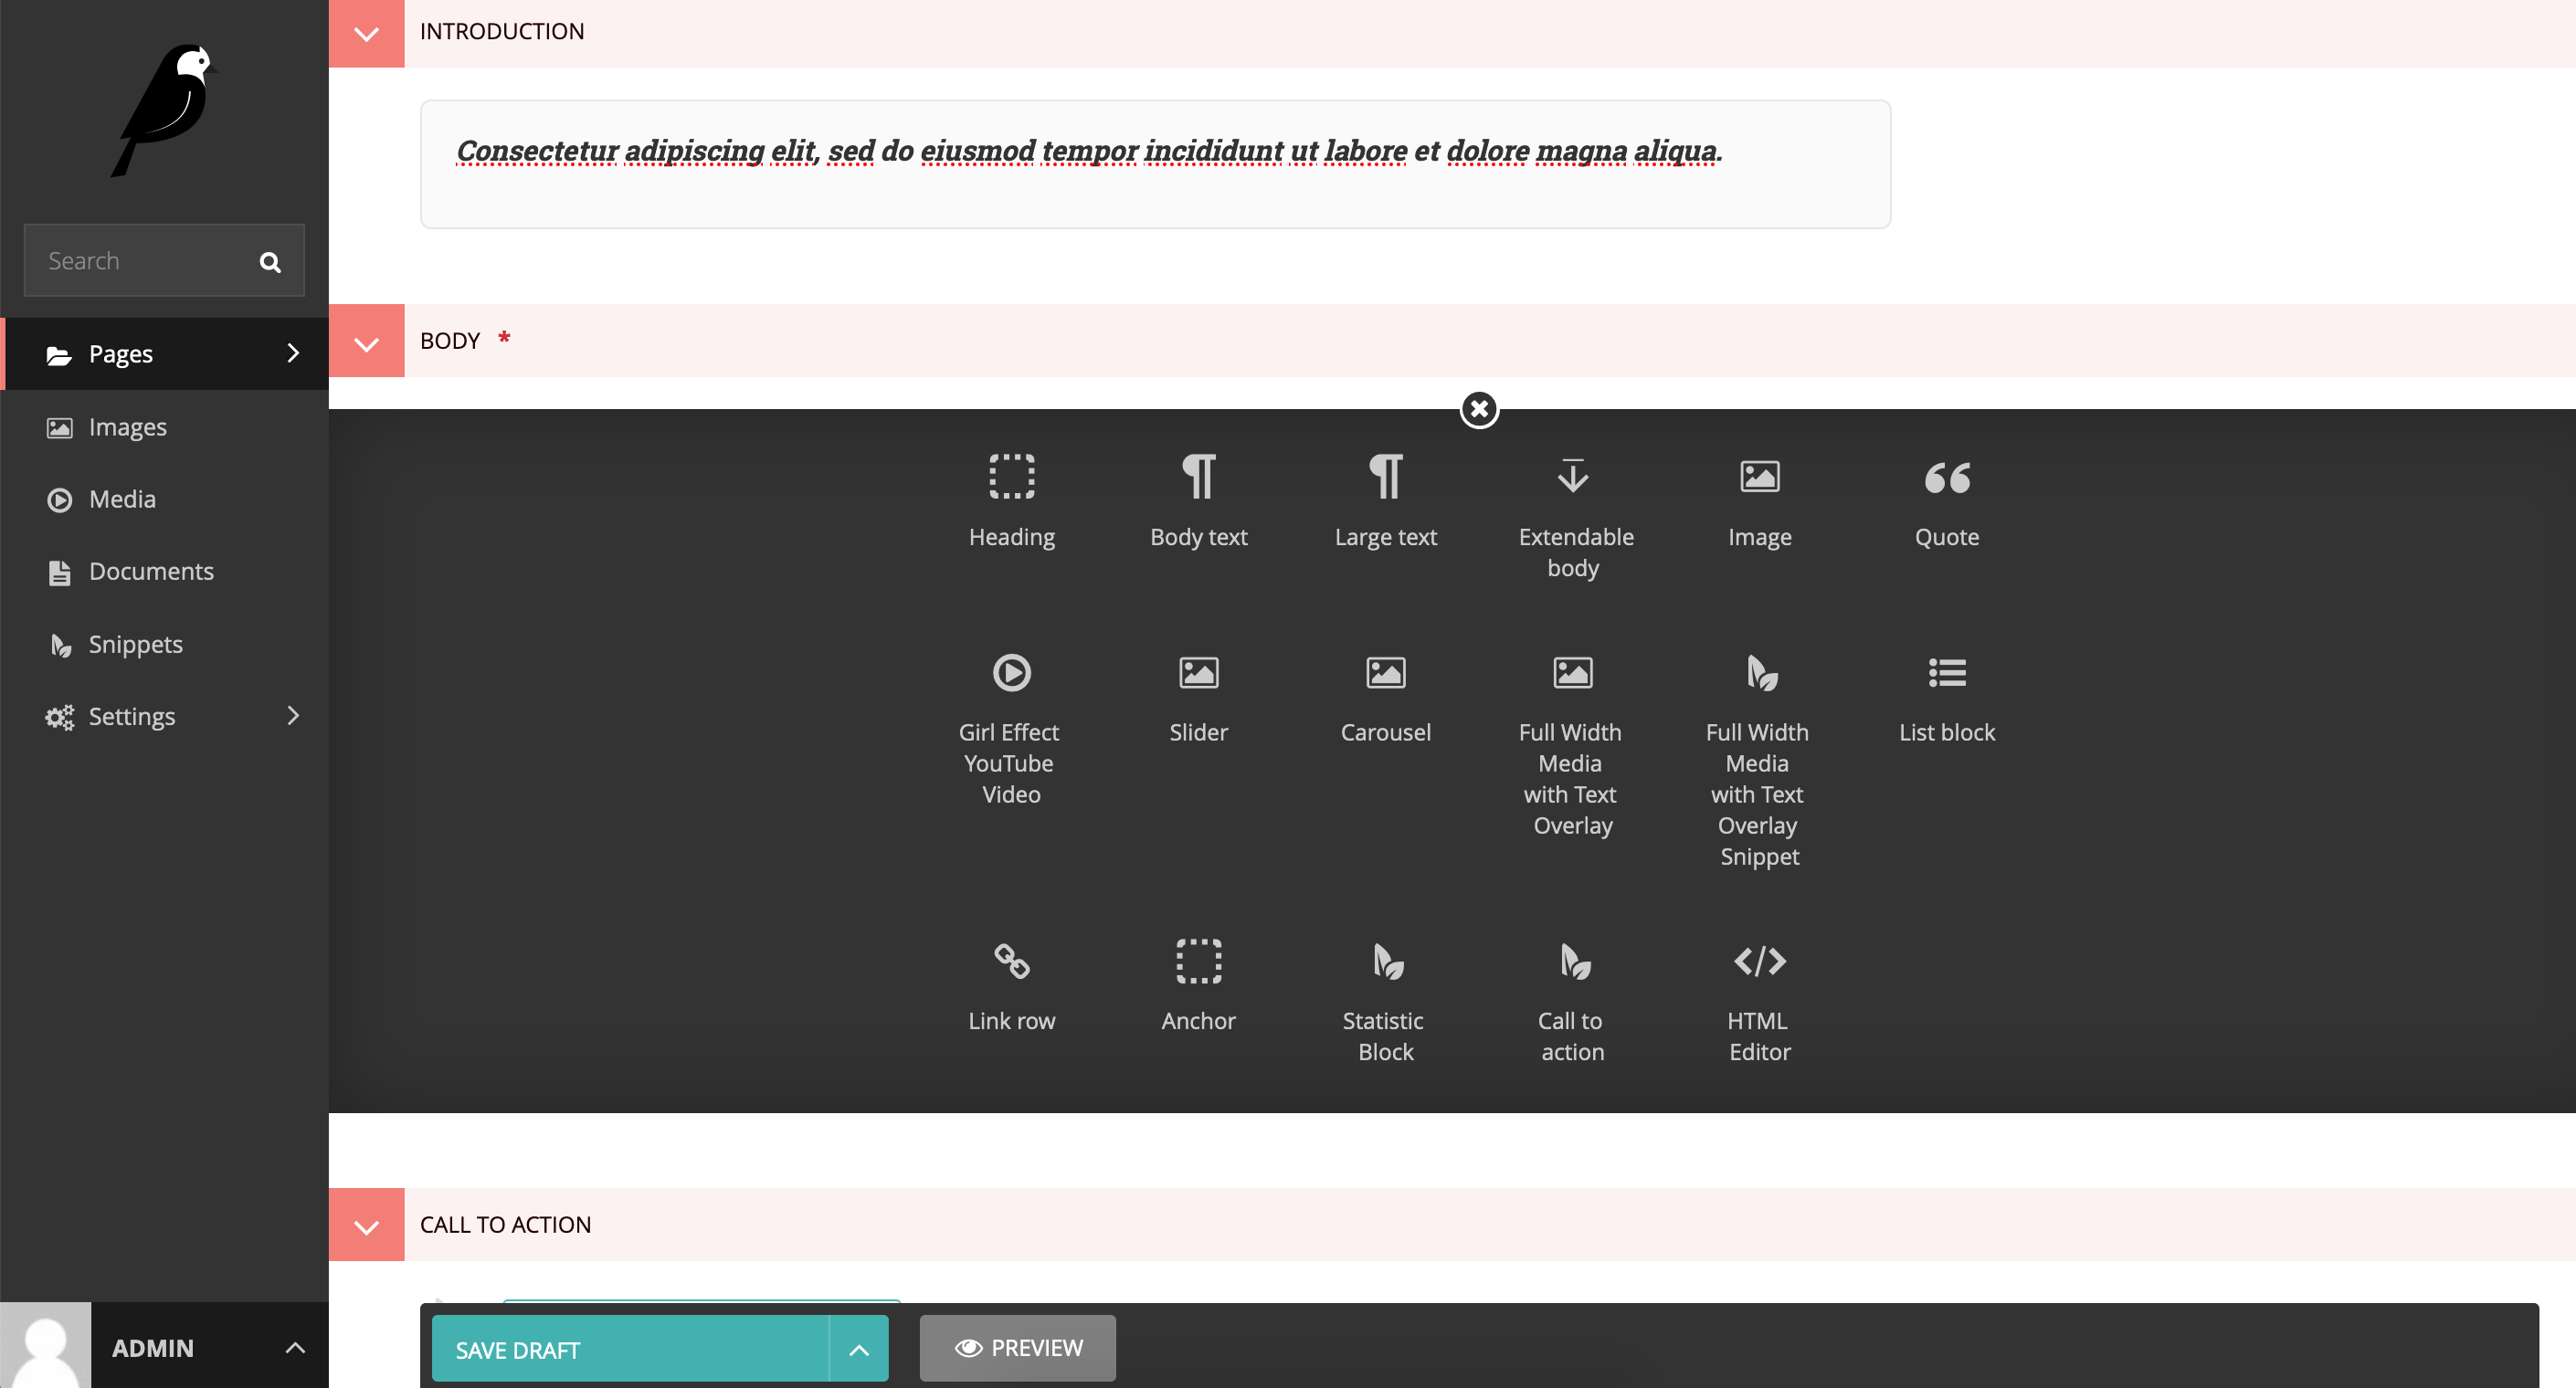 INTRODUCTION
Consectetur adipiscing elit, sed do eiusmod tempor incididunt ut labore et dolore magna aliqua.
Search
Pages
Images
Media
Documents
Snippets
Settings
BODY *
Heading
Body text
Large text
Extendable
body
Image
Quote
Girl Effect
YouTube
Video
Slider
Carousel
Full Width
Media
with Text
Overlay
Full Width
Media
with Text
Overlay
Snippet
List block
Link row
Anchor
Statistic
Block
Call to
action
HTML
Editor
CALL TO ACTION
ADMIN
SAVE DRAFT
PREVIEW